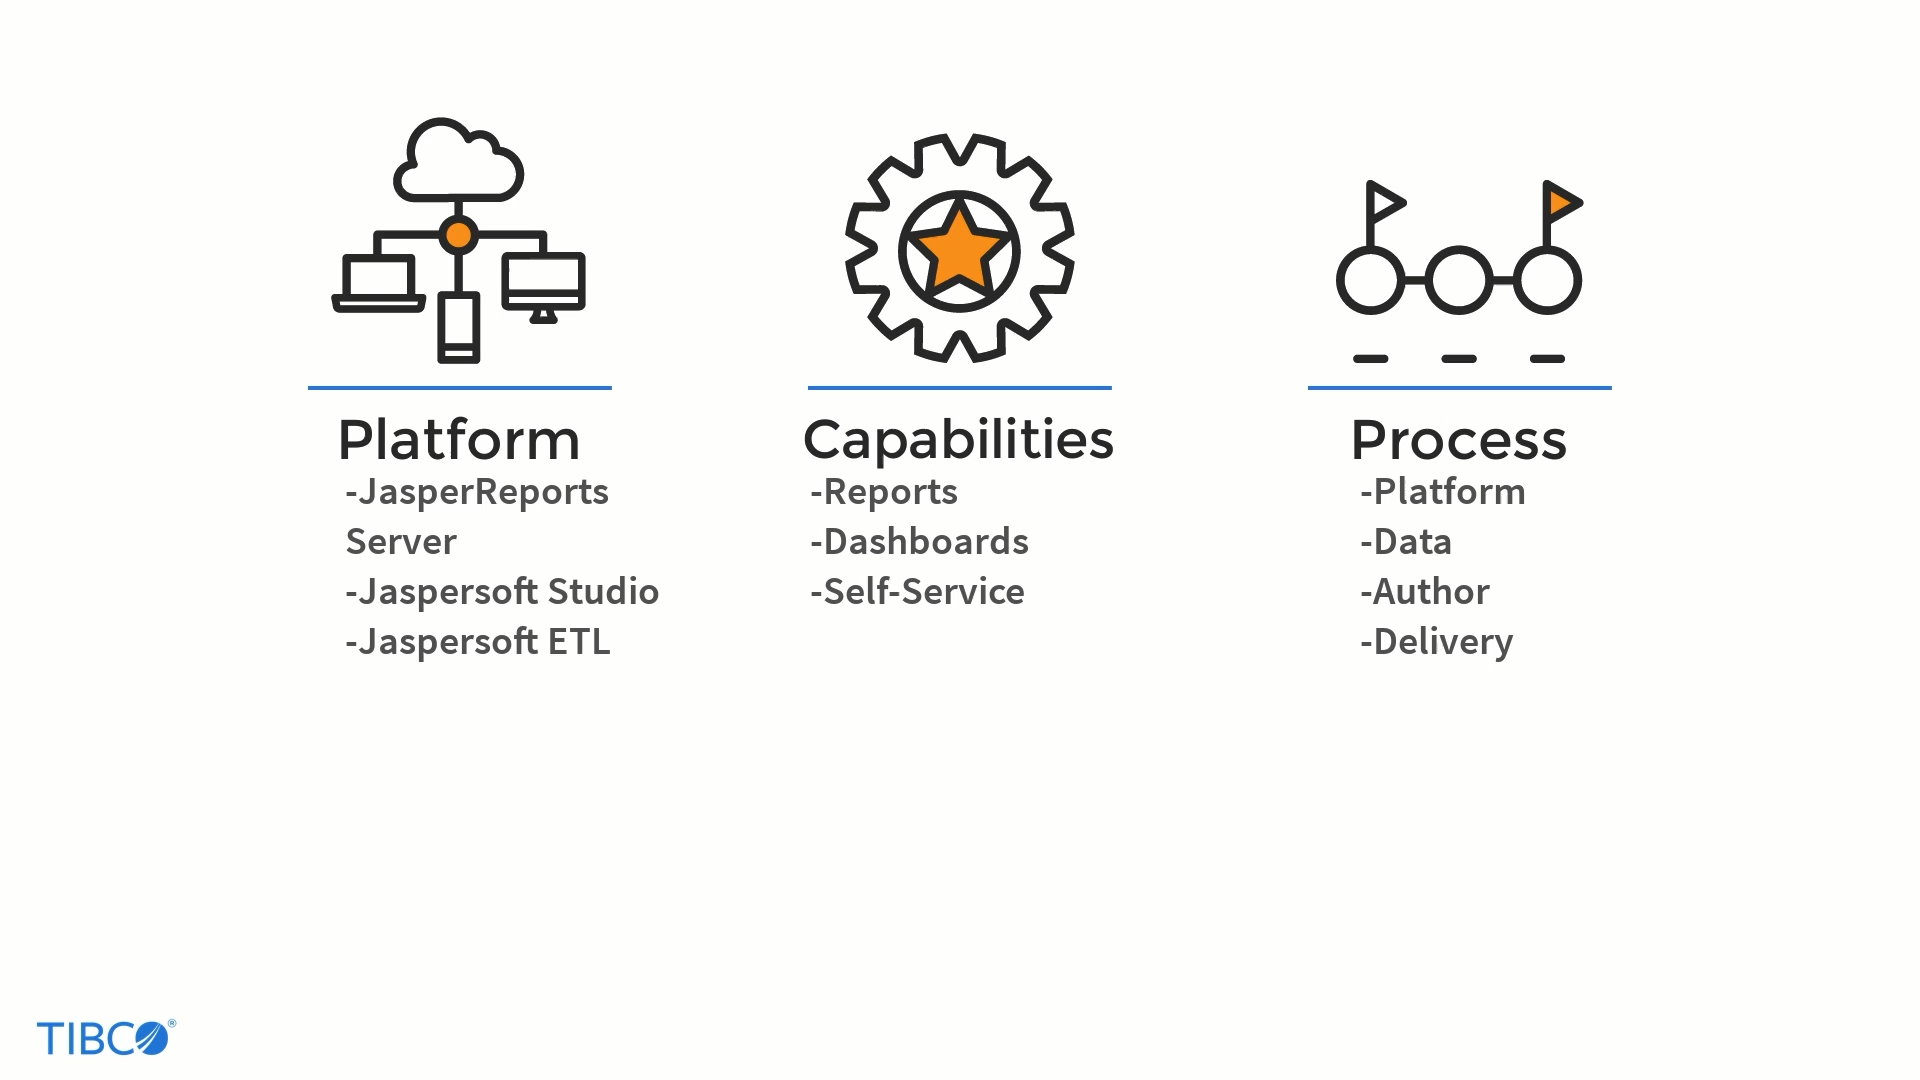 Platform
-JasperReports
Server
-Jaspersoft Studio
-Jaspersoft ETL
Capabilities
-Reports
-Dashboards
-Self-Service
Process
-Platform
-Data
-Author
-Delivery
TIBCO®